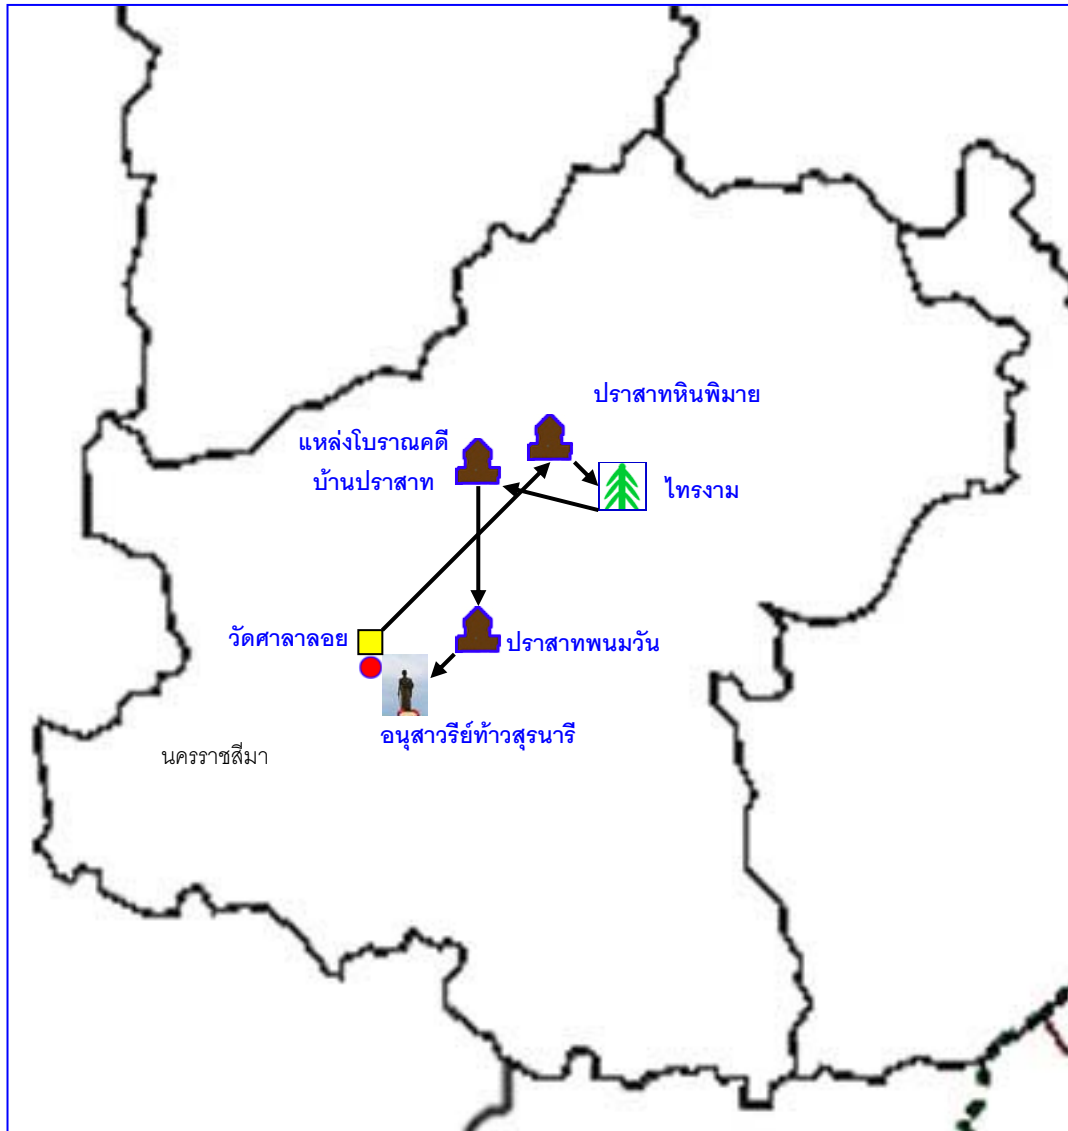 ปราสาทหินพิมาย
แหล่งโบราณคดี
บ้านปราสาท
ไทรงาม
วัดศาลาลอย
ปราสาทพนมวัน
อนุสาวรีย์ท้าวสุรนารี
นครราชสีมา